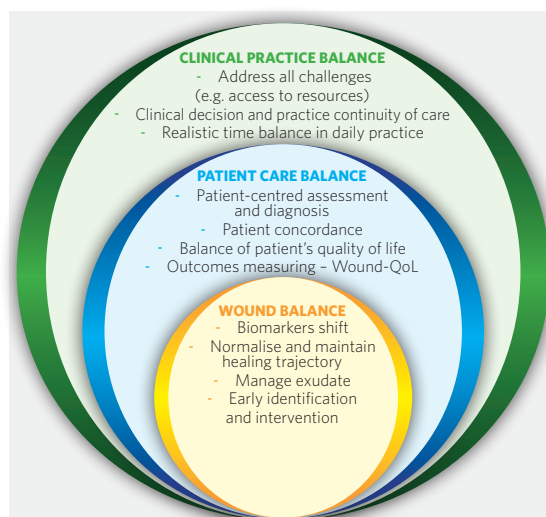 CLINICAL PRACTICE BALANCE
- Address all challenges
(e.g. access to resources)
- Clinical decision and practice continuity of care
- Realistic time balance in daily practice
PATIENT CARE BALANCE
- Patient-centred assessment
and diagnosis
- Patient concordance
- Balance of patient's quality of life
- Outcomes measuring – Wound-QoL
WOUND BALANCE
- Biomarkers shift
- Normalise and maintain
healing trajectory
- Manage exudate
- Early identification
and intervention